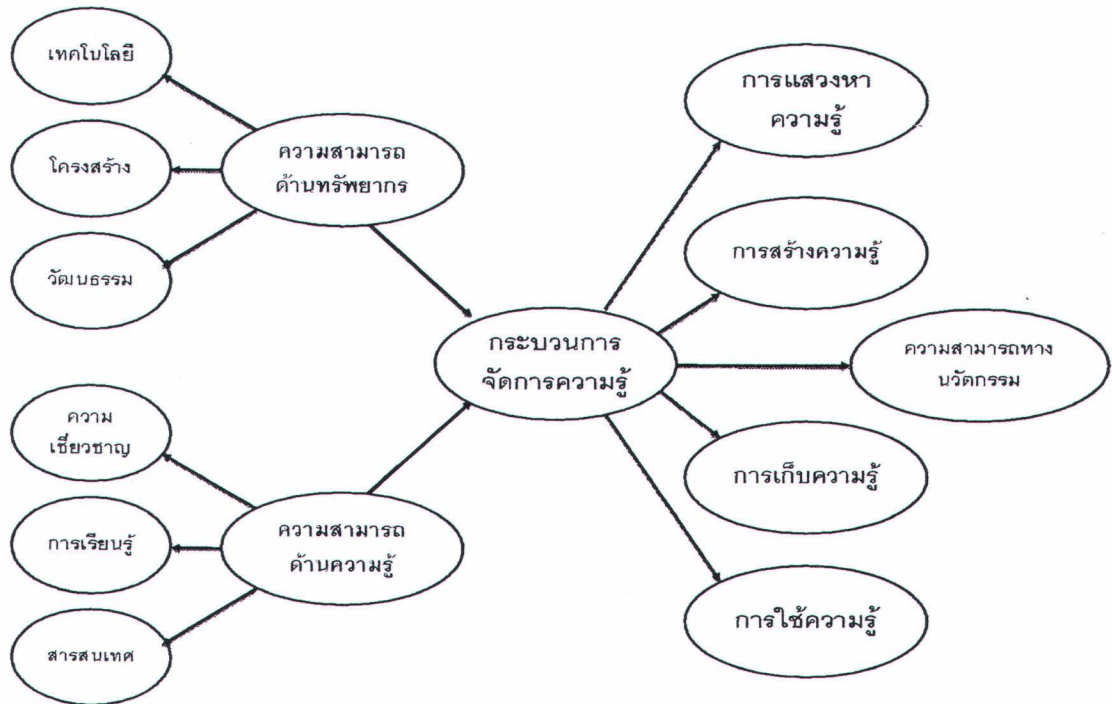 เทคโนโลยี
โครงสร้าง
วัฒนธรรม
ความสามารถ
ด้านทรัพยากร
ความ
เชี่ยวชาญ
การเรียนรู้
สารสนเทศ
ความสามารถ
ด้านความรู้
กระบวนการ
จัดการความรู้
การแสวงหา
ความรู้
การสร้างความรู้
ความสามารถทาง
นวัตกรรม
การเก็บความรู้
การใช้ความรู้